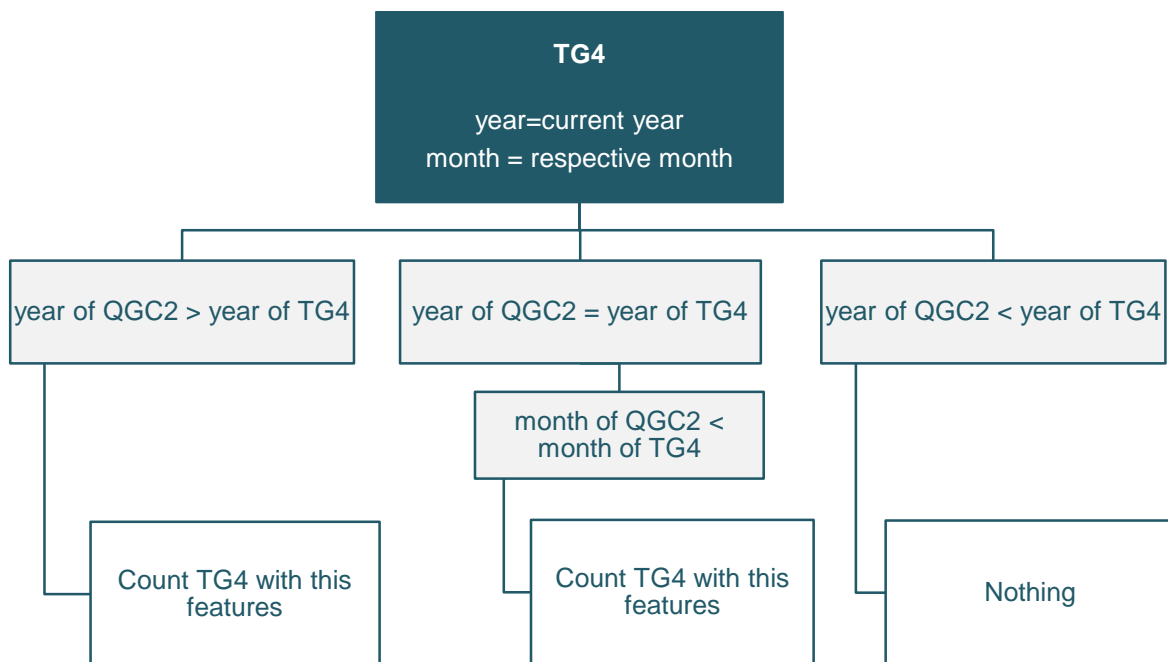 TG4
year=current year
month = respective month
year of QGC2 > year of TG4
year of QGC2 = year of TG4
year of QGC2 < year of TG4
month of QGC2 <
month of TG4
Count TG4 with this
features
Count TG4 with this
features
Nothing